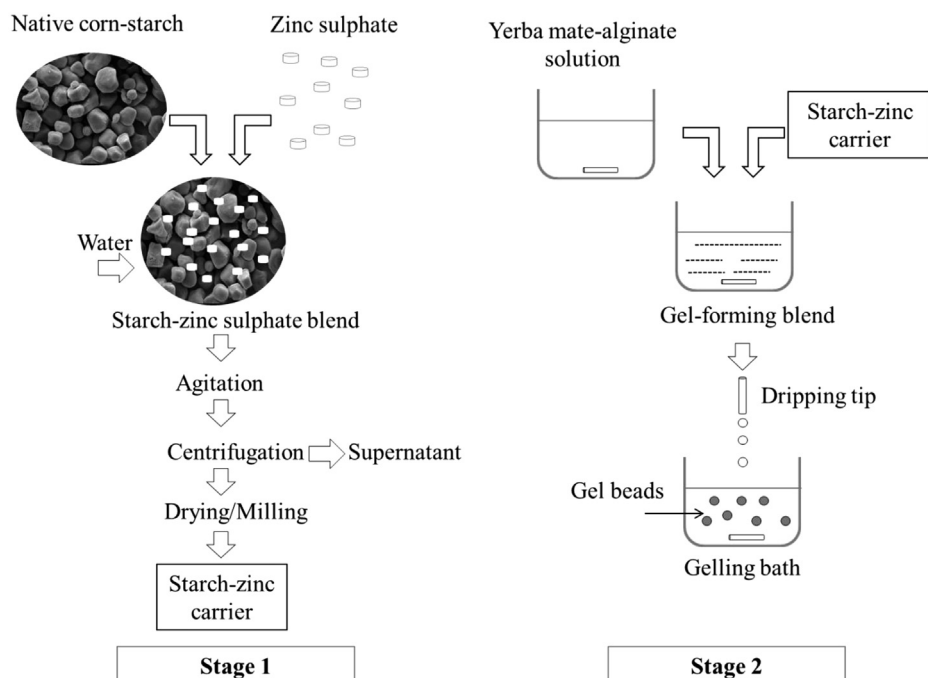 Native corn-starch
Zinc sulphate
Water
Starch-zinc sulphate blend
Agitation
Centrifugation
Supernatant
Drying/Milling
Starch-zinc
carrier
Stage 1
Yerba mate-alginate
solution
Starch-zinc
carrier
Gel-forming blend
Dripping tip
Gel beads
Gelling bath
Stage 2